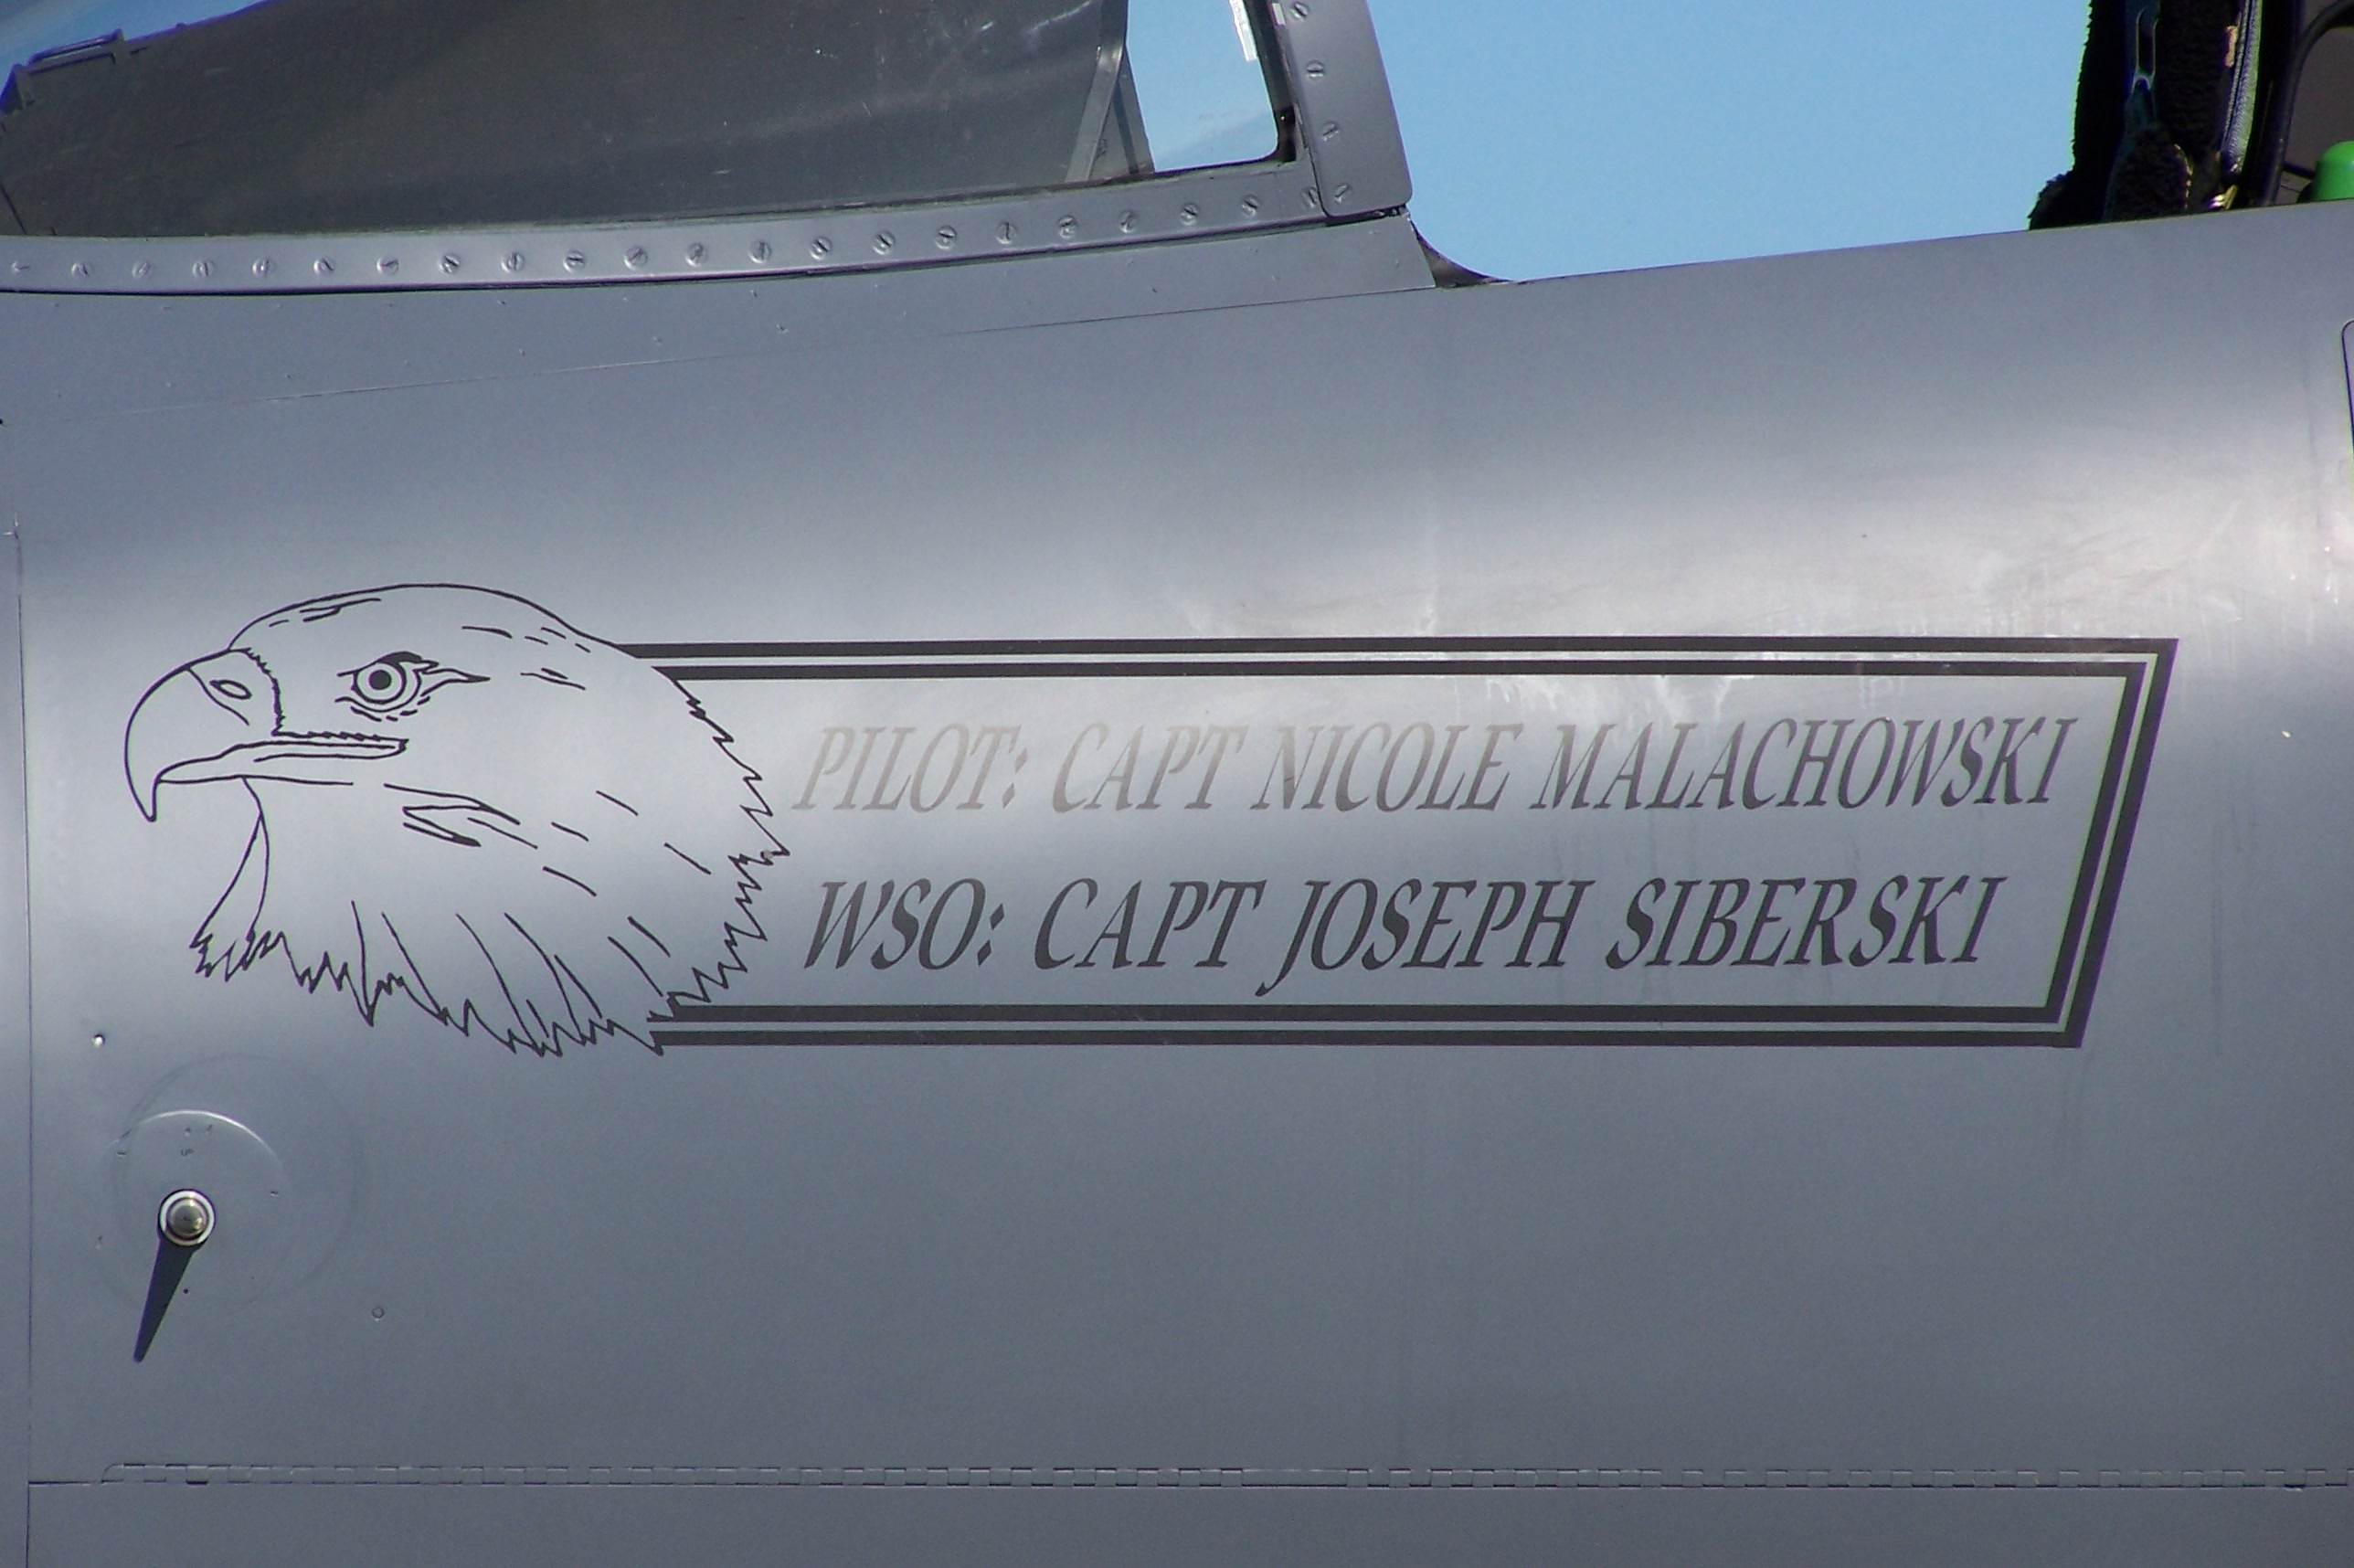 PILOT: CAPT NICOLE MALACHOWSKI
WSO: CAPT JOSEPH SIBERSKI